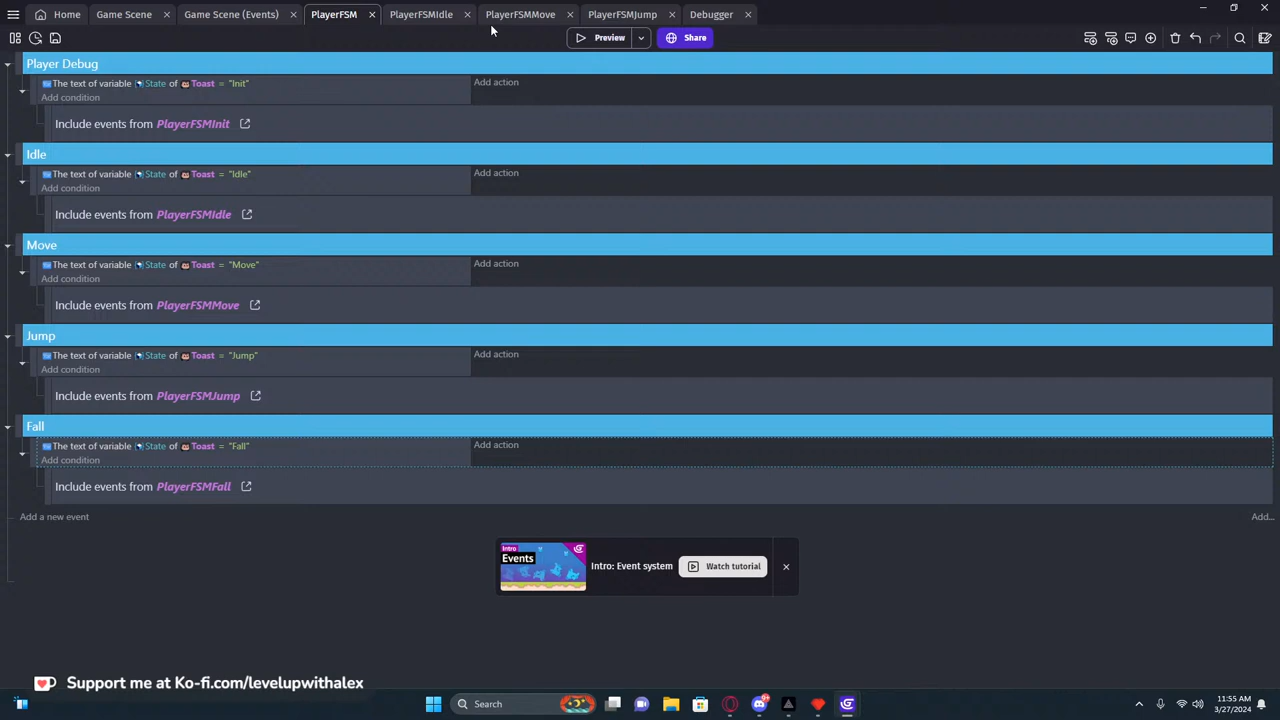 Home
Game Scene
Game Scene (Events)
PlayerFSM
PlayerFSMIdle
PlayerFSMMove
PlayerFSMJump
Debugger
Preview
Share
Player Debug
The text of variable State of Toast = "Init"
Add action
Add condition
Include events from PlayerFSMInit
Idle
The text of variable State of Toast = "Idle"
Add action
Add condition
Include events from PlayerFSMIdle
Move
The text of variable State of Toast = "Move"
Add action
Add condition
Include events from PlayerFSMMove
Jump
The text of variable State of Toast = "Jump"
Add action
Add condition
Include events from PlayerFSMJump
Fall
The text of variable State of Toast = "Fall"
Add action
Add condition
Include events from PlayerFSMFall
Add a new event
Add...
Intro
Events
Intro: Event system
Watch tutorial
Support me at Ko-fi.com/levelupwithalex
Search
11:55 AM
3/27/2024